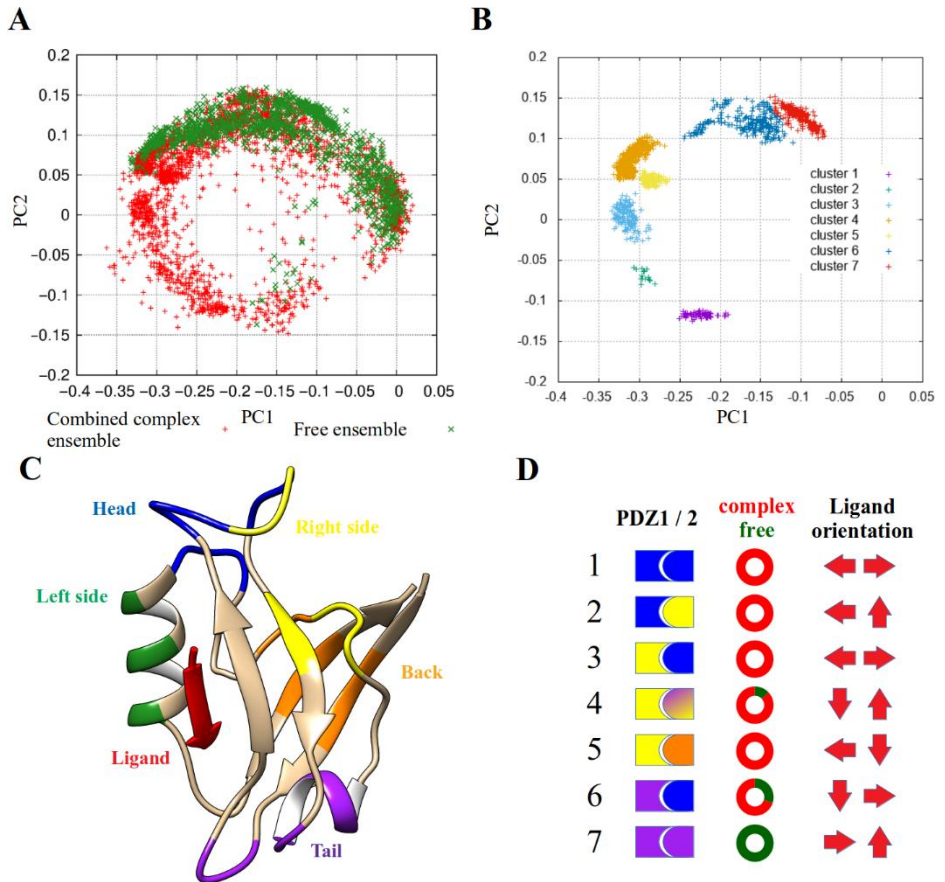 A
0.2
0.15
0.1
0.05
0
−0.05
−0.1
−0.15
−0.2
PC2
−0.4 −0.35 −0.3 −0.25 −0.2 −0.15 −0.1 −0.05 0 0.05
PC1
Combined complex ensemble +
Free ensemble ×
B
0.2
0.15
0.1
0.05
0
-0.05
-0.1
-0.15
-0.2
PC2
cluster 1
cluster 2
cluster 3
cluster 4
cluster 5
cluster 6
cluster 7
-0.4 -0.35 -0.3 -0.25 -0.2 -0.15 -0.1 -0.05 0 0.05
PC1
C
Head
Right side
Left side
Back
Ligand
Tail
D
PDZ1 / 2
complex
free
Ligand
orientation
1
2
3
4
5
6
7